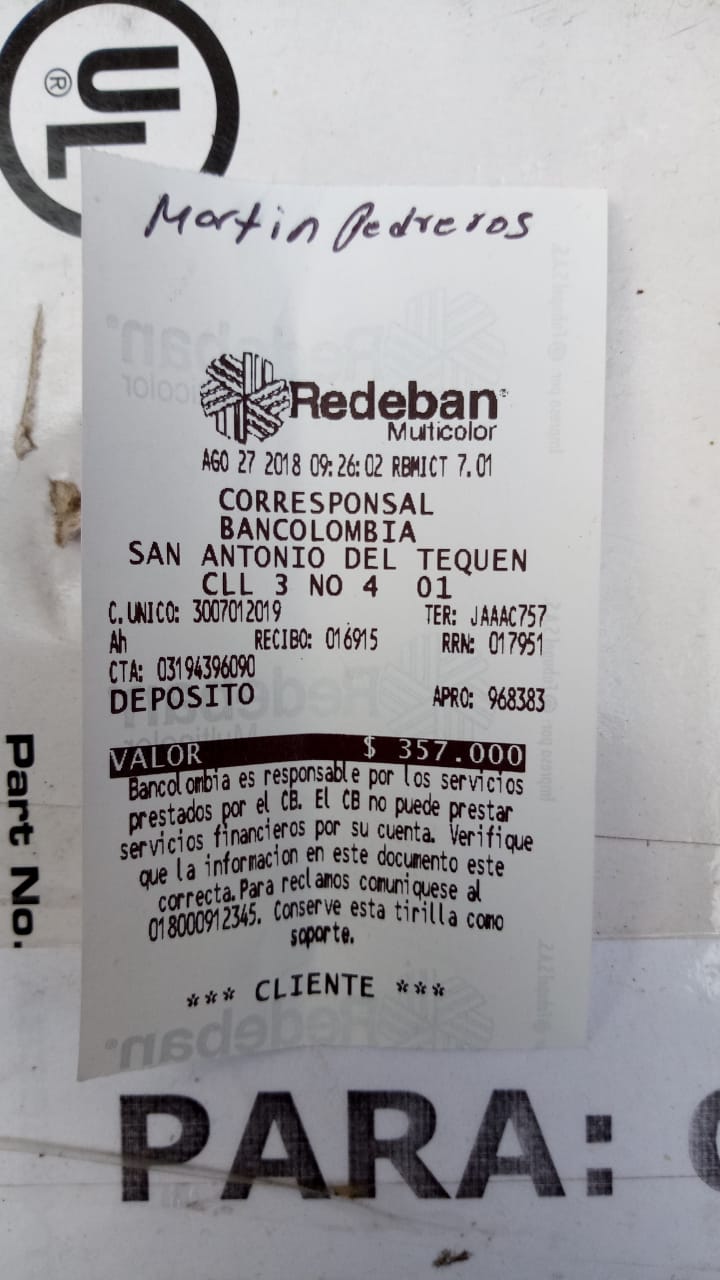 UL
®
Martin Pedreros
Redeban®
Multicolor
AGO 27 2018 09:26:02 RBMICT 7.01
CORRESPONSAL
BANCOLOMBIA
SAN ANTONIO DEL TEQUEN
CLL 3 NO 4 01
C. UNICO: 3007012019 TER: JAAAC757
Ah RECIBO: 016915 RRN: 017951
CTA: 03194396090
DEPOSITO APRO: 968383
VALOR $ 357.000
Bancolombia es responsable por los servicios
prestados por el CB. El CB no puede prestar
servicios financieros por su cuenta. Verifique
que la informacion en este documento este
correcta. Para reclamos comuniquese al
018000912345. Conserve esta tirilla como
soporte.
*** CLIENTE ***
Part No.
PARA: